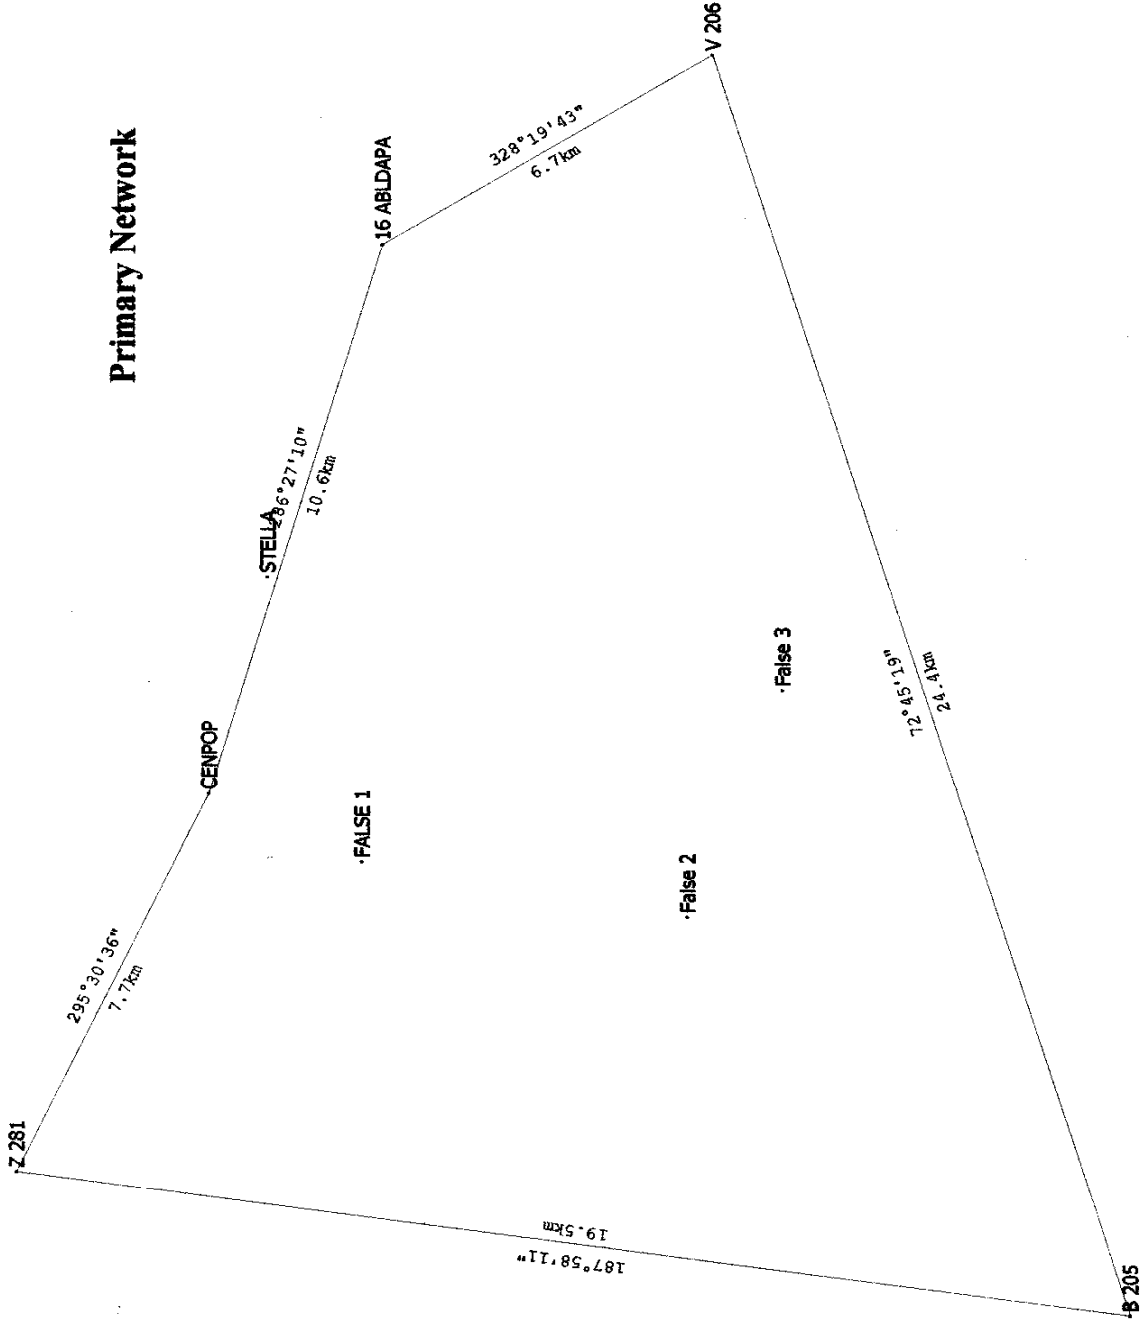 Primary Network
V 206
328°19'43"
6.7km
16 ABLDAPA
286°27'10"
10.6km
STELLA
CENPOP
False 3
72°45'19"
24.4km
FALSE 1
False 2
295°30'36"
7.7km
Z 281
187°58'11"
19.5km
B 205